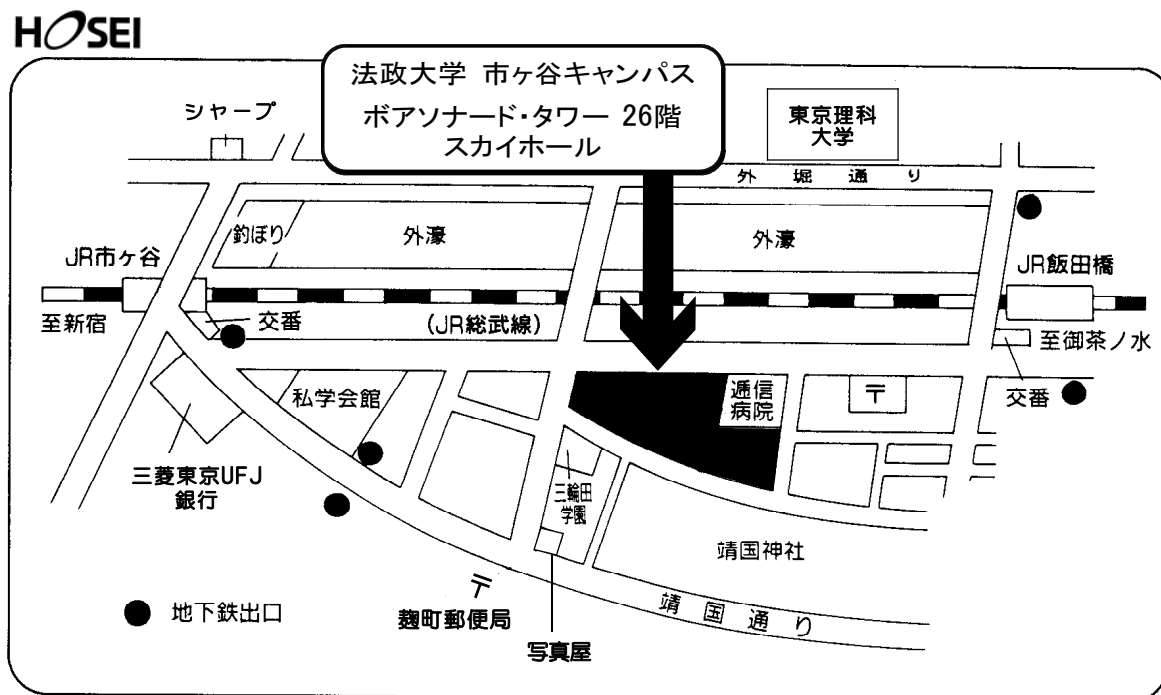 HOSEI
法政大学 市ヶ谷キャンパス
ボアソナード・タワー 26階
スカイホール
シャープ
東京理科
大学
外堀通り
釣ぼり
外濠
外濠
JR市ヶ谷
JR飯田橋
至新宿
交番
(JR総武線)
至御茶ノ水
交番
私学会館
逓信
病院
〒
三菱東京UFJ
銀行
三輪田
学園
靖国神社
〒
麹町郵便局
靖国通り
写真屋
● 地下鉄出口